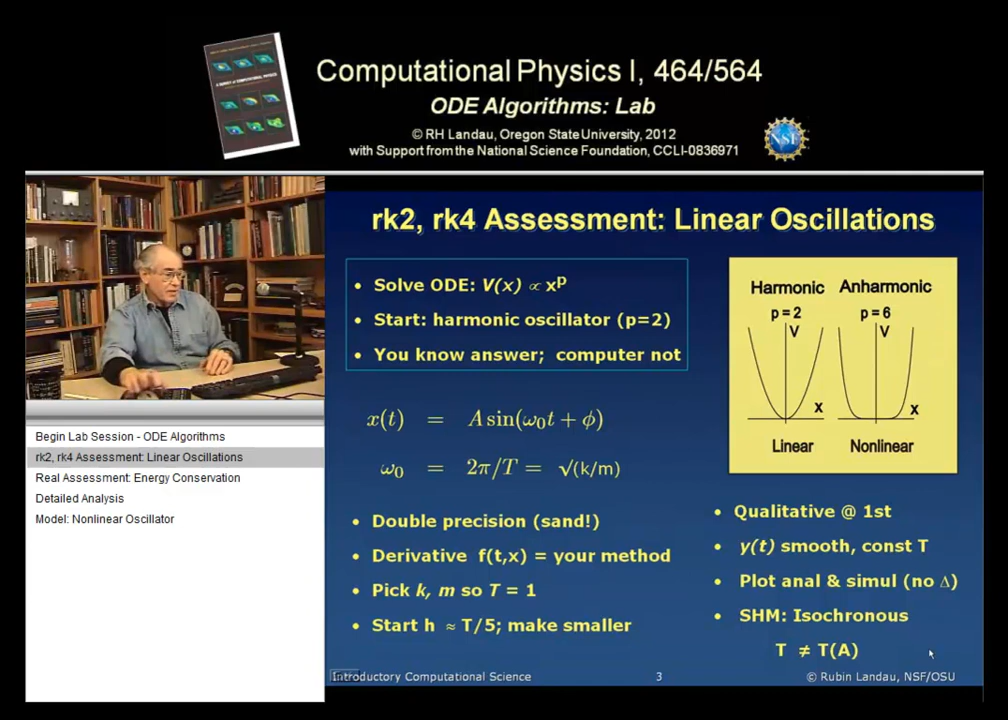 Computational Physics I, 464/564
ODE Algorithms: Lab
© RH Landau, Oregon State University, 2012
with Support from the National Science Foundation, CCLI-0836971
NSF
rk2, rk4 Assessment: Linear Oscillations
• Solve ODE: V(x) ∝ xᵖ
• Start: harmonic oscillator (p=2)
• You know answer; computer not
x(t) = A sin(ω₀t + ϕ)
ω₀ = 2π/T = √(k/m)
• Double precision (sand!)
• Derivative f(t,x) = your method
• Pick k, m so T = 1
• Start h ≈ T/5; make smaller
Harmonic Anharmonic
p = 2 p = 6
V V
x x
Linear Nonlinear
• Qualitative @ 1st
• y(t) smooth, const T
• Plot anal & simul (no Δ)
• SHM: Isochronous
T ≠ T(A)
Introductory Computational Science 3 © Rubin Landau, NSF/OSU
Begin Lab Session - ODE Algorithms
rk2, rk4 Assessment: Linear Oscillations
Real Assessment: Energy Conservation
Detailed Analysis
Model: Nonlinear Oscillator